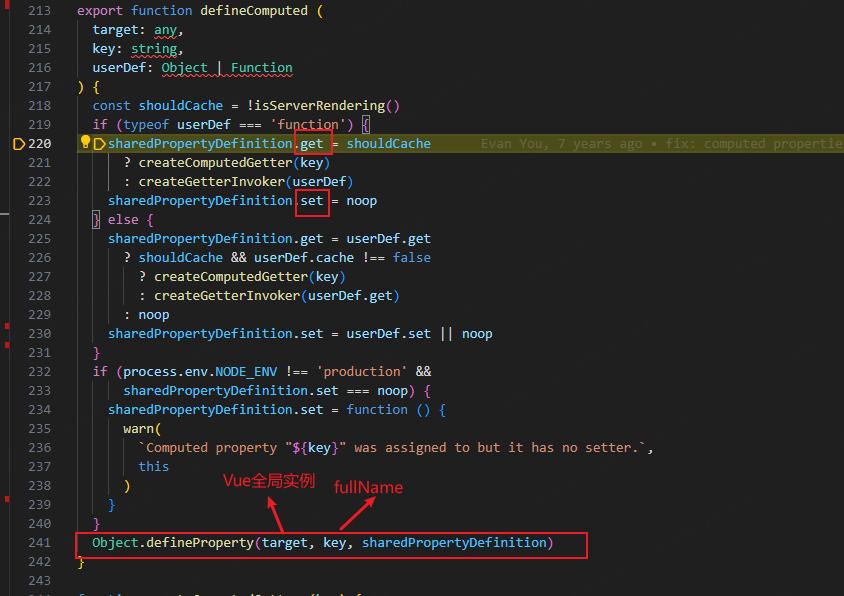 213 export function defineComputed (
214 target: any,
215 key: string,
216 userDef: Object | Function
217 ) {
218 const shouldCache = !isServerRendering()
219 if (typeof userDef === 'function') {
220 sharedPropertyDefinition.get = shouldCache Evan You, 7 years ago • fix: computed propertie
221 ? createComputedGetter(key)
222 : createGetterInvoker(userDef)
223 sharedPropertyDefinition.set = noop
224 } else {
225 sharedPropertyDefinition.get = userDef.get
226 ? shouldCache && userDef.cache !== false
227 ? createComputedGetter(key)
228 : createGetterInvoker(userDef.get)
229 : noop
230 sharedPropertyDefinition.set = userDef.set || noop
231 }
232 if (process.env.NODE_ENV !== 'production' &&
233 sharedPropertyDefinition.set === noop) {
234 sharedPropertyDefinition.set = function () {
235 warn(
236 `Computed property "${key}" was assigned to but it has no setter.`,
237 this
Vue全局实例 fullName
238 )
239 }
240 }
241 Object.defineProperty(target, key, sharedPropertyDefinition)
242 }
243